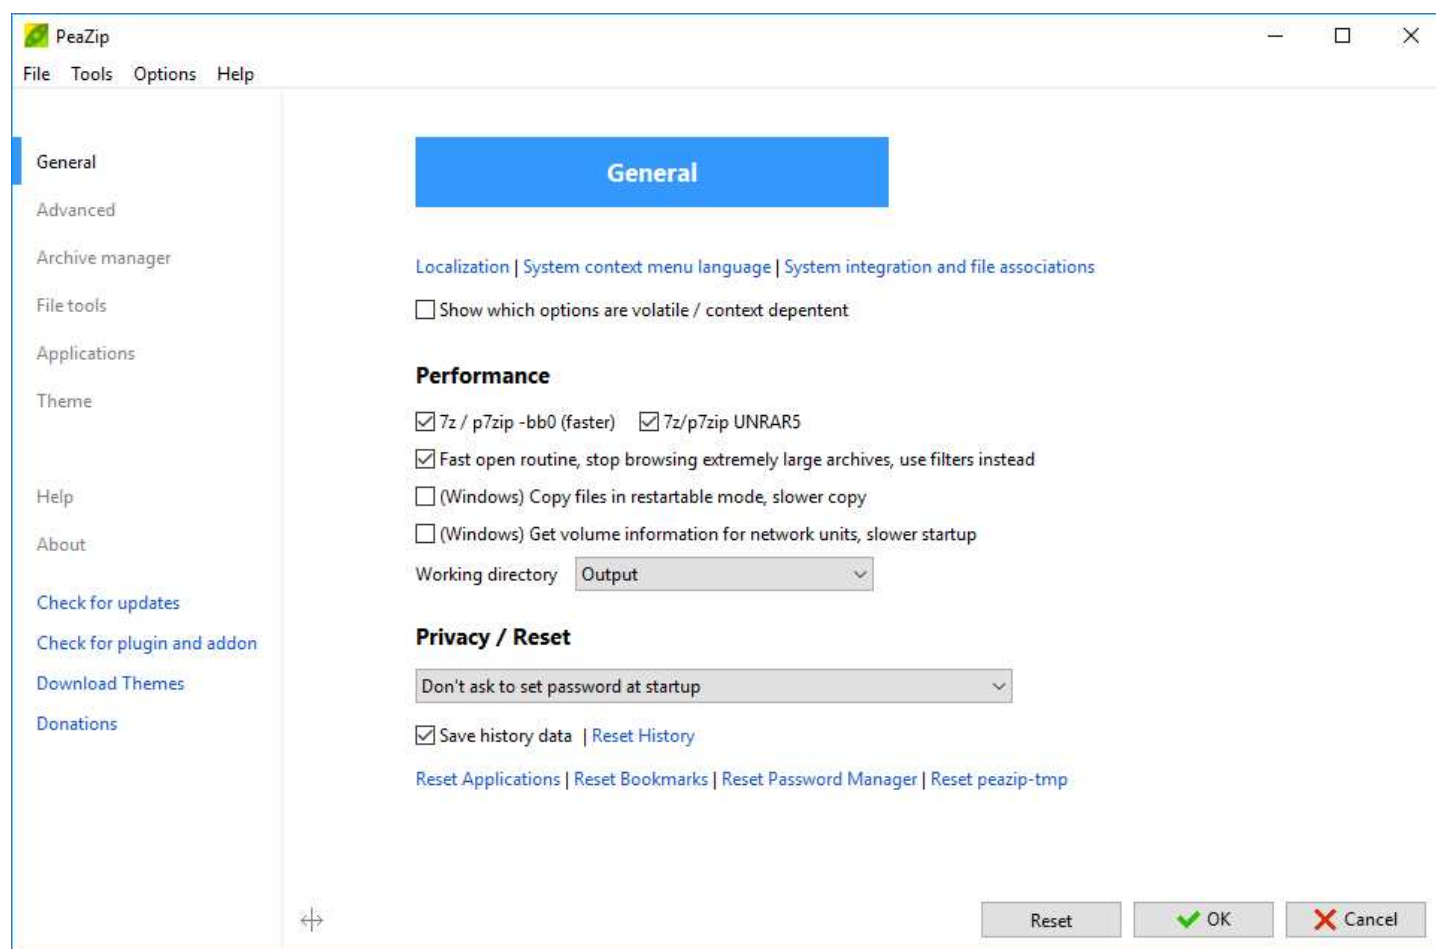 PeaZip
File Tools Options Help
General
Advanced
Archive manager
File tools
Applications
Theme
Help
About
Check for updates
Check for plugin and addon
Download Themes
Donations
General
Localization | System context menu language | System integration and file associations
Show which options are volatile / context depentent
Performance
7z / p7zip -bb0 (faster) 7z/p7zip UNRAR5
Fast open routine, stop browsing extremely large archives, use filters instead
(Windows) Copy files in restartable mode, slower copy
(Windows) Get volume information for network units, slower startup
Working directory Output
Privacy / Reset
Don't ask to set password at startup
Save history data | Reset History
Reset Applications | Reset Bookmarks | Reset Password Manager | Reset peazip-tmp
Reset OK Cancel